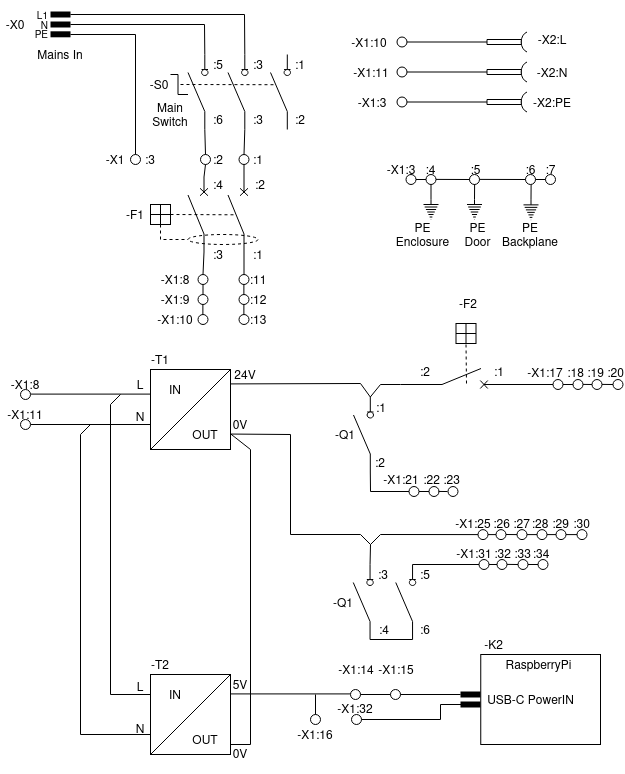 L1
-X0 N
PE
Mains In
:5 :3 :1
-S0
Main
Switch
:6 :3 :2
-X1 :3 :2 :1
:4 :2
-F1
:3 :1
-X1:8 :11
-X1:9 :12
-X1:10 :13
-X1:10 -X2:L
-X1:11 -X2:N
-X1:3 -X2:PE
-X1:3 :4 :5 :6 :7
PE PE PE
Enclosure Door Backplane
-F2
-T1
24V :2 :1 -X1:17 :18 :19 :20
-X1:8 L IN
:1
-X1:11 N 0V
OUT -Q1
:2
-X1:21 :22 :23
-X1:25 :26 :27 :28 :29 :30
-X1:31 :32 :33 :34
:3 :5
-Q1
:4 :6
-K2
-T2 RaspberryPi
-X1:14 -X1:15
L IN 5V
USB-C PowerIN
-X1:32
N -X1:16
OUT
0V